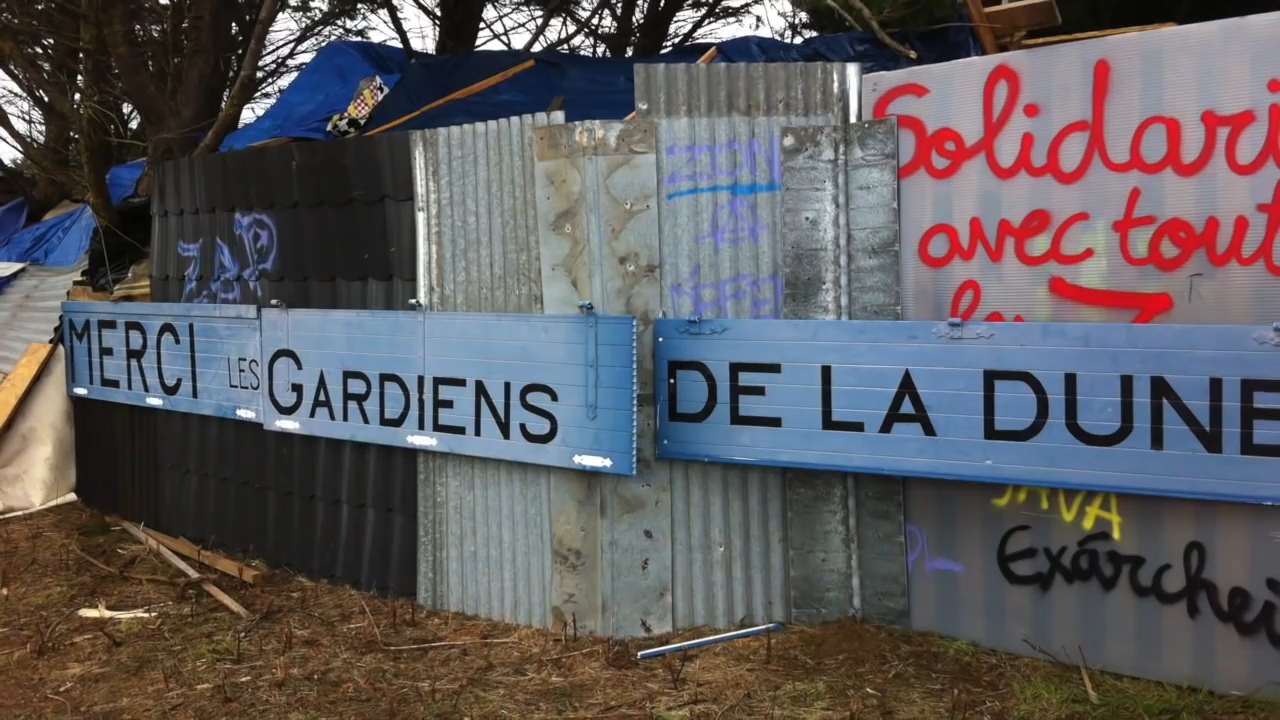 Solidari
avec tout
ZAD
MERCI LES GARDIENS DE LA DUNE
JAVA
Exárchei